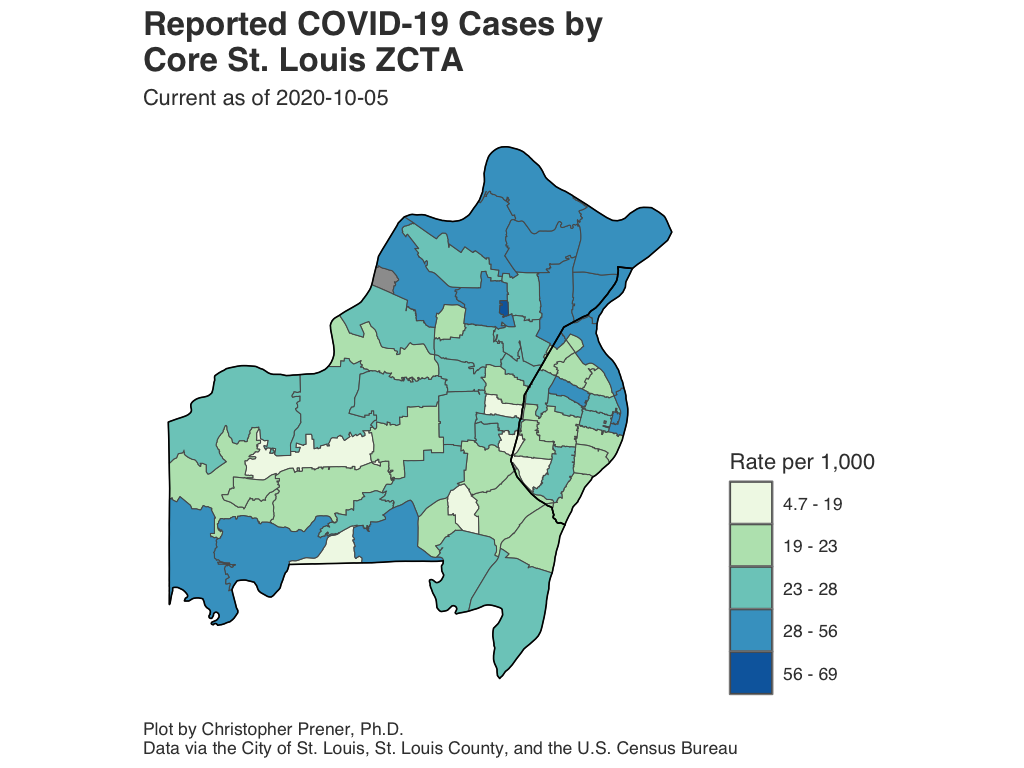 Reported COVID-19 Cases by
Core St. Louis ZCTA
Current as of 2020-10-05
Rate per 1,000
4.7 - 19
19 - 23
23 - 28
28 - 56
56 - 69
Plot by Christopher Prener, Ph.D.
Data via the City of St. Louis, St. Louis County, and the U.S. Census Bureau